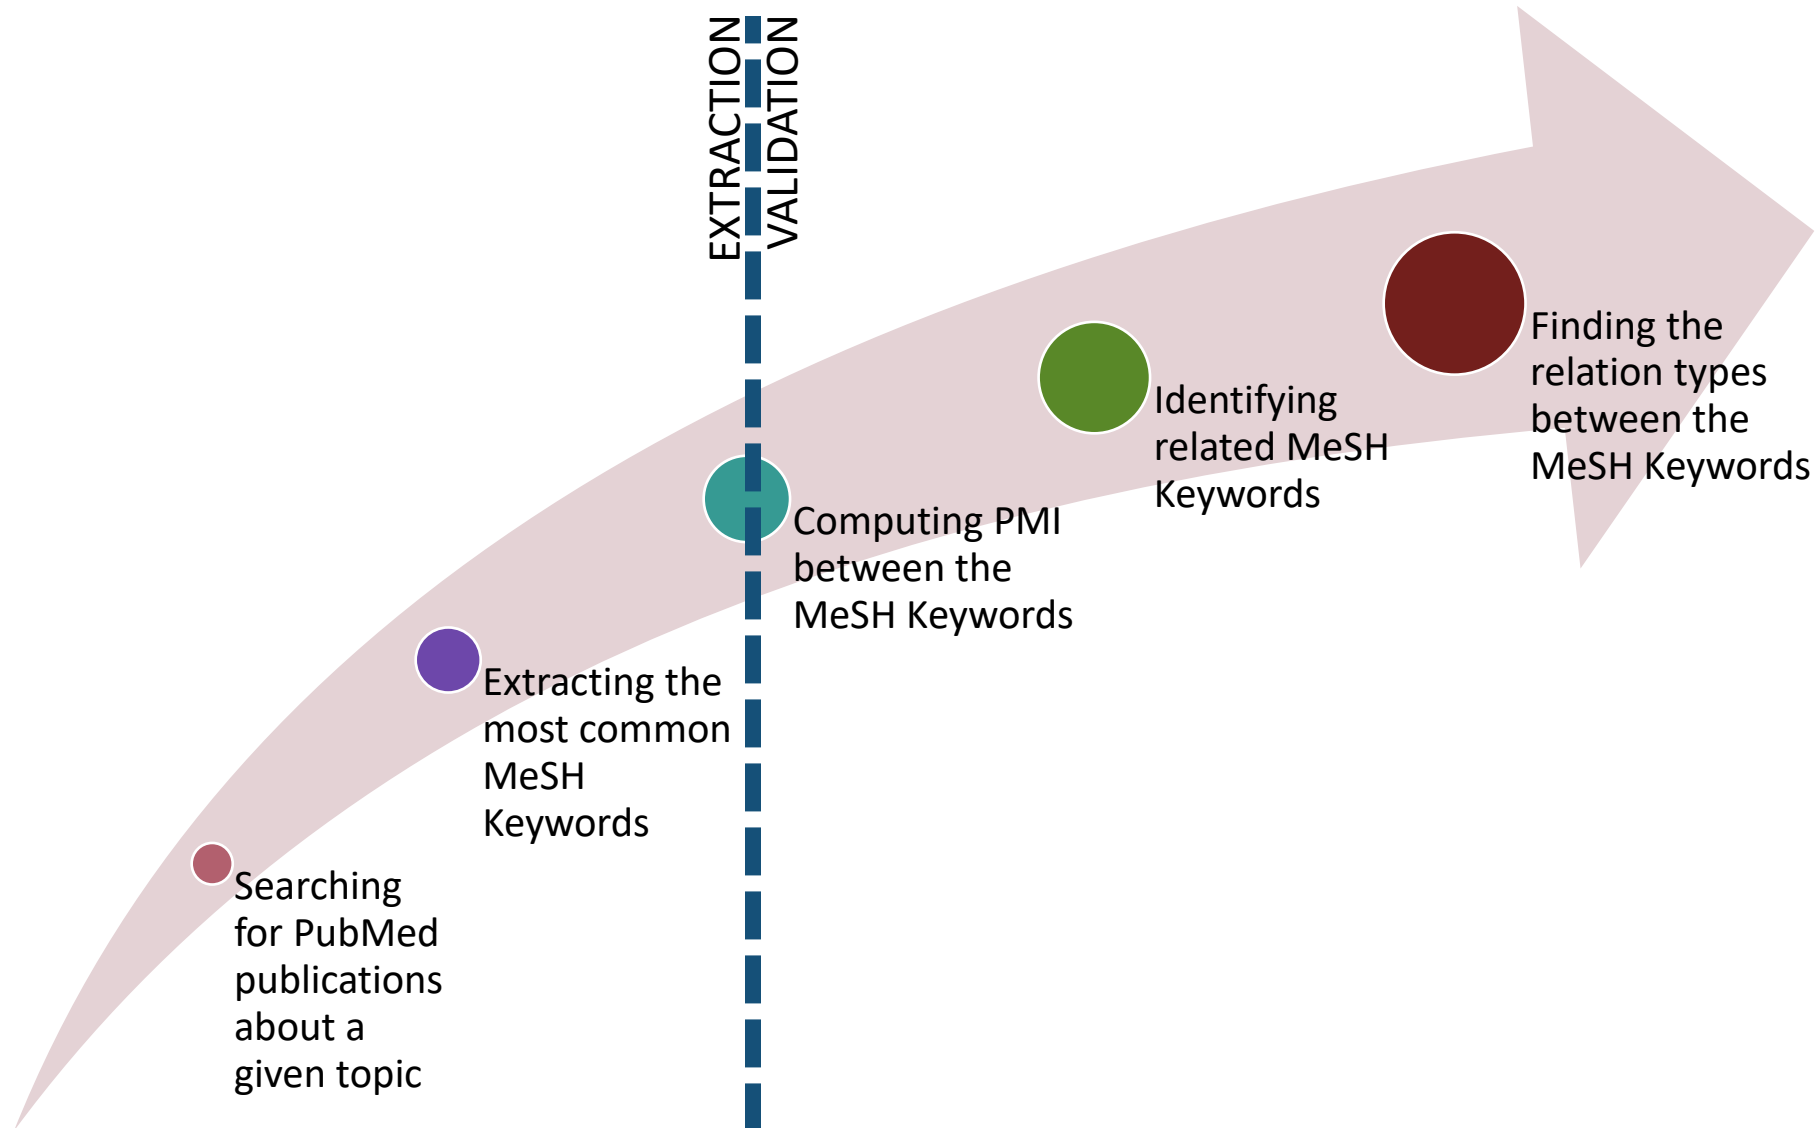 EXTRACTION
VALIDATION
Finding the
relation types
between the
MeSH Keywords
Identifying
related MeSH
Keywords
Computing PMI
between the
MeSH Keywords
Extracting the
most common
MeSH
Keywords
Searching
for PubMed
publications
about a
given topic